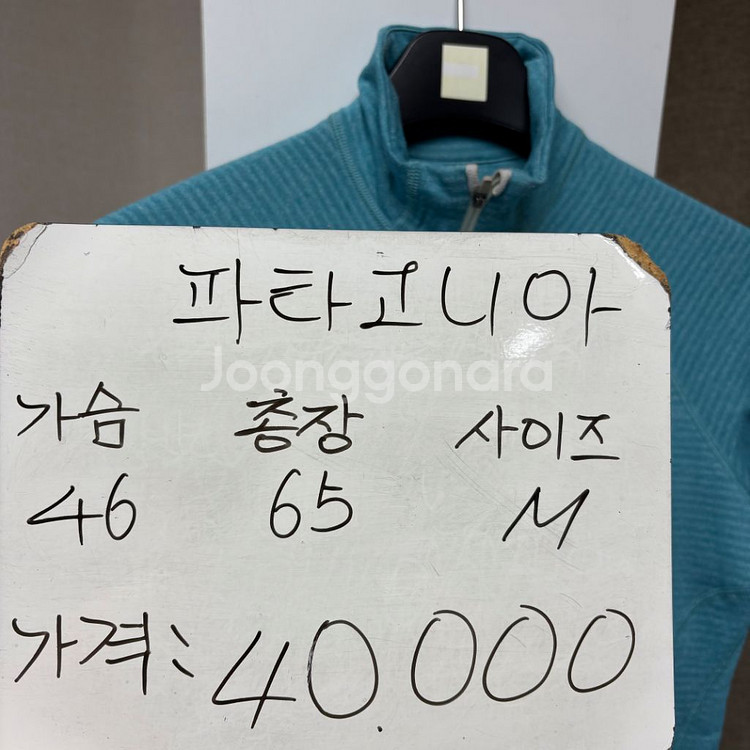 파타고니아
Joonggonara
가슴 총장 사이즈
46 65 M
가격: 40.000